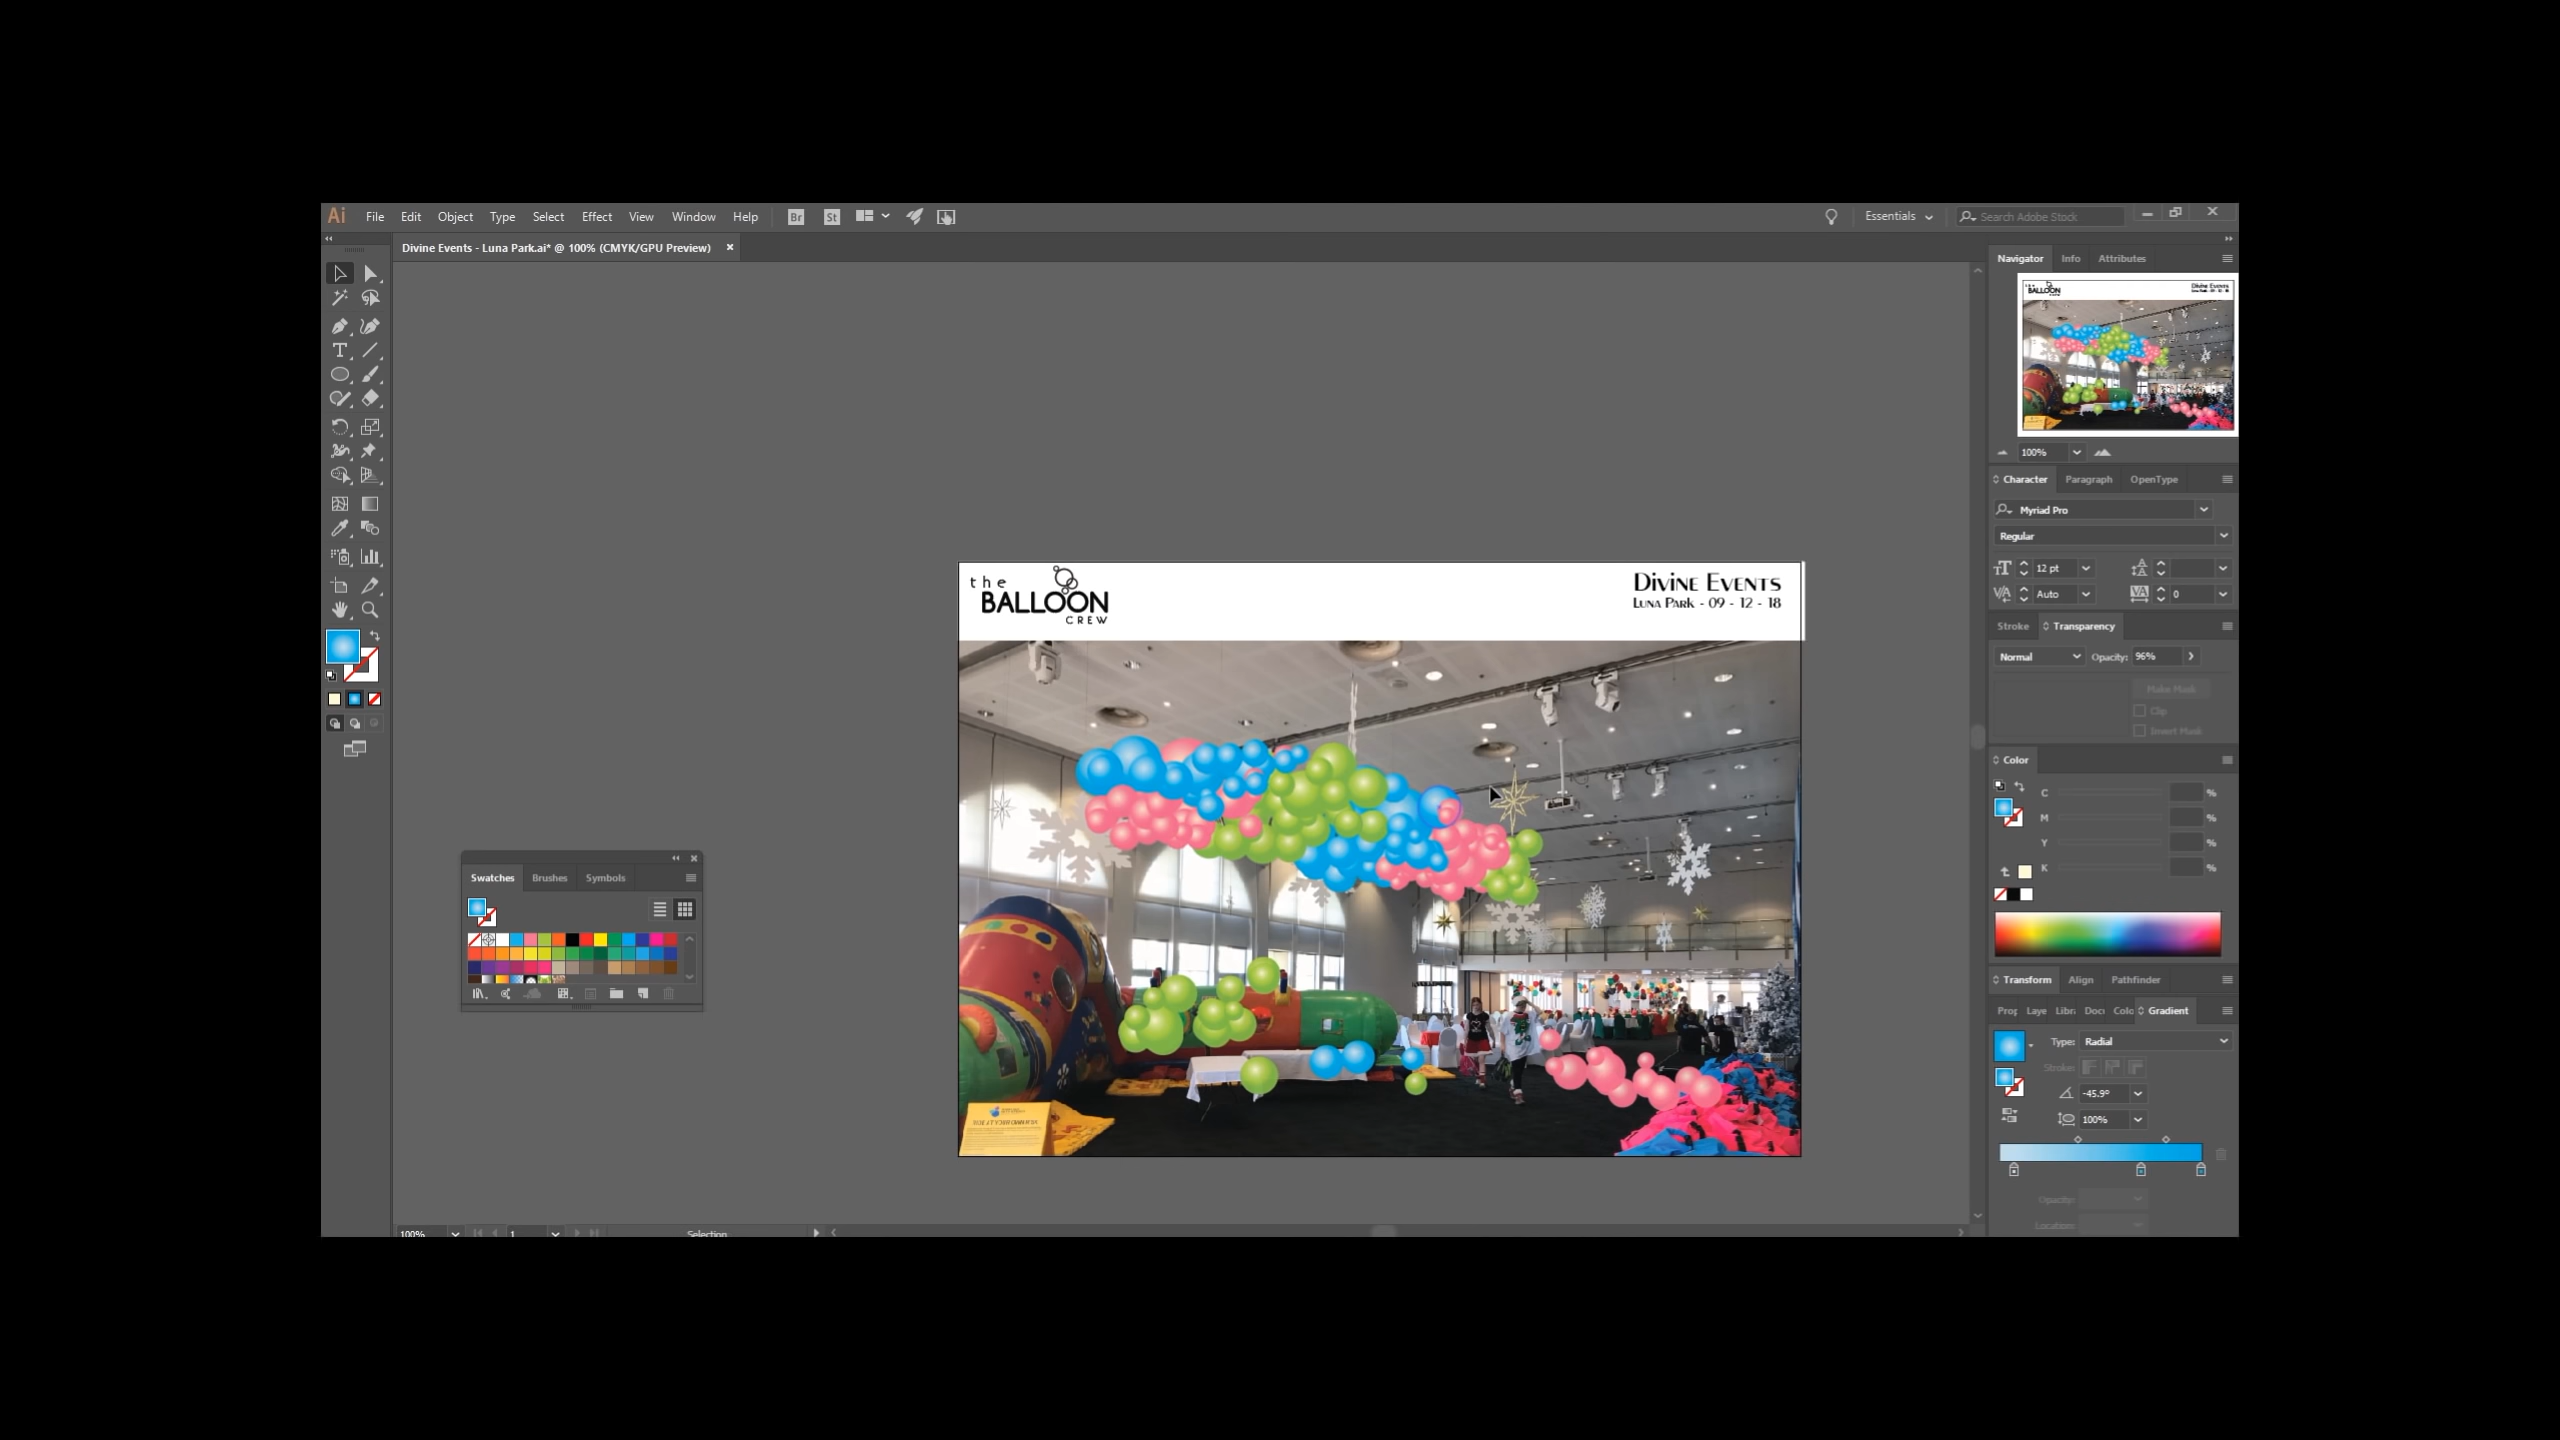 Ai File Edit Object Type Select Effect View Window Help Br St Essentials Search Adobe Stock
Divine Events - Luna Park.ai* @ 100% (CMYK/GPU Preview)
Navigator Info Attributes
100%
Character Paragraph OpenType
Myriad Pro
Regular
12 pt
Auto 0
Stroke Transparency
Normal Opacity: 96%
Make Mask
Clip
Invert Mask
Color
C %
M %
Y %
K %
Transform Align Pathfinder
Prop Laye Libr Doc Colo Gradient
Type: Radial
Stroke:
-45.9°
100%
Opacity:
Location:
the
BALLOON
CREW
Divine Events
Luna Park - 09 - 12 - 18
Swatches Brushes Symbols
100% 1 Selection